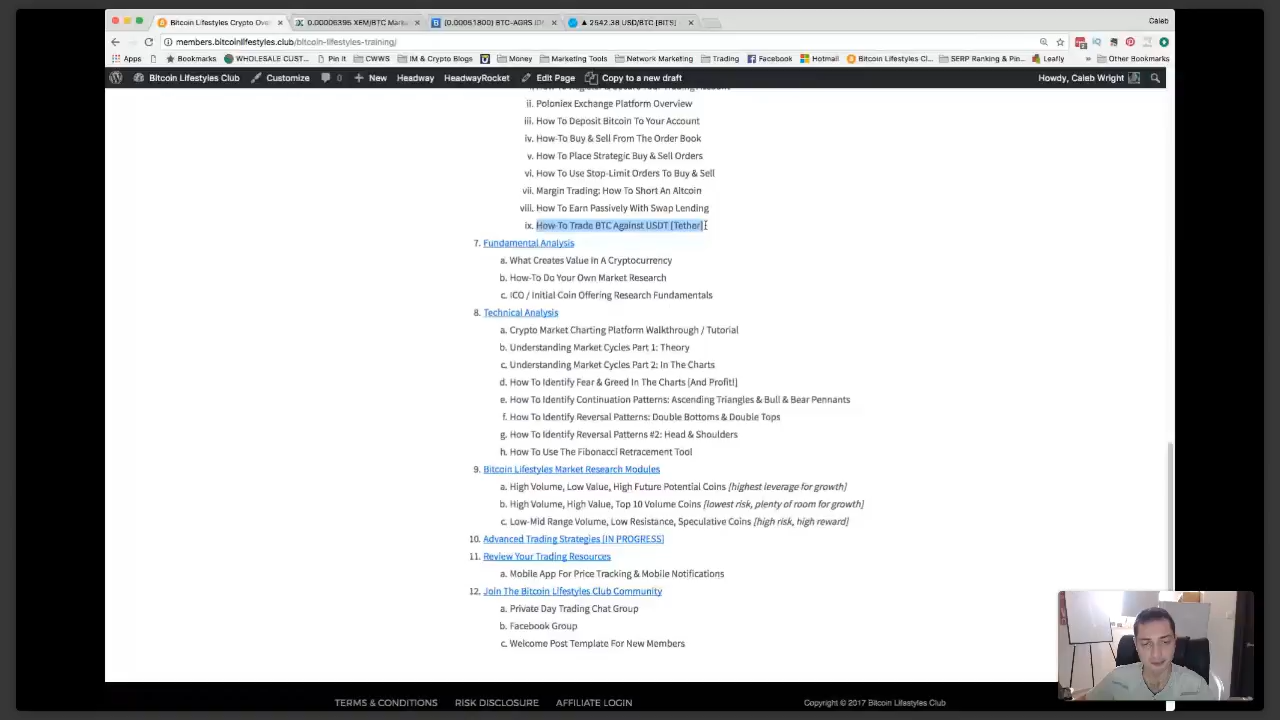 Bitcoin Lifestyles Crypto Ove
0.00006395 XEM/BTC Marke
(0.00051800) BTC-AGRS
▲ 2542.38 USD/BTC [BITS]
Caleb
members.bitcoinlifestyles.club/bitcoin-lifestyles-training/
Apps Bookmarks WHOLESALE CUST... Pin It CWWS IM & Crypto Blogs Money Marketing Tools Network Marketing Trading Facebook Hotmail Bitcoin Lifestyles Cl... SERP Ranking & Pin... Leafly » Other Bookmarks
Bitcoin Lifestyles Club Customize 0 New Headway HeadwayRocket Edit Page Copy to a new draft Howdy, Caleb Wright
ii. Poloniex Exchange Platform Overview
iii. How To Deposit Bitcoin To Your Account
iv. How-To Buy & Sell From The Order Book
v. How To Place Strategic Buy & Sell Orders
vi. How To Use Stop-Limit Orders To Buy & Sell
vii. Margin Trading: How To Short An Altcoin
viii. How To Earn Passively With Swap Lending
ix. How To Trade BTC Against USDT [Tether]
7. Fundamental Analysis
a. What Creates Value in A Cryptocurrency
b. How-To Do Your Own Market Research
c. ICO / Initial Coin Offering Research Fundamentals
8. Technical Analysis
a. Crypto Market Charting Platform Walkthrough / Tutorial
b. Understanding Market Cycles Part 1: Theory
c. Understanding Market Cycles Part 2: In The Charts
d. How To Identify Fear & Greed In The Charts [And Profit!]
e. How To Identify Continuation Patterns: Ascending Triangles & Bull & Bear Pennants
f. How To Identify Reversal Patterns: Double Bottoms & Double Tops
g. How To Identify Reversal Patterns #2: Head & Shoulders
h. How To Use The Fibonacci Retracement Tool
9. Bitcoin Lifestyles Market Research Modules
a. High Volume, Low Value, High Future Potential Coins [highest leverage for growth]
b. High Volume, High Value, Top 10 Volume Coins [lowest risk, plenty of room for growth]
c. Low-Mid Range Volume, Low Resistance, Speculative Coins [high risk, high reward]
10. Advanced Trading Strategies [IN PROGRESS]
11. Review Your Trading Resources
a. Mobile App For Price Tracking & Mobile Notifications
12. Join The Bitcoin Lifestyles Club Community
a. Private Day Trading Chat Group
b. Facebook Group
c. Welcome Post Template For New Members
TERMS & CONDITIONS RISK DISCLOSURE AFFILIATE LOGIN Copyright © 2017 Bitcoin Lifestyles Club